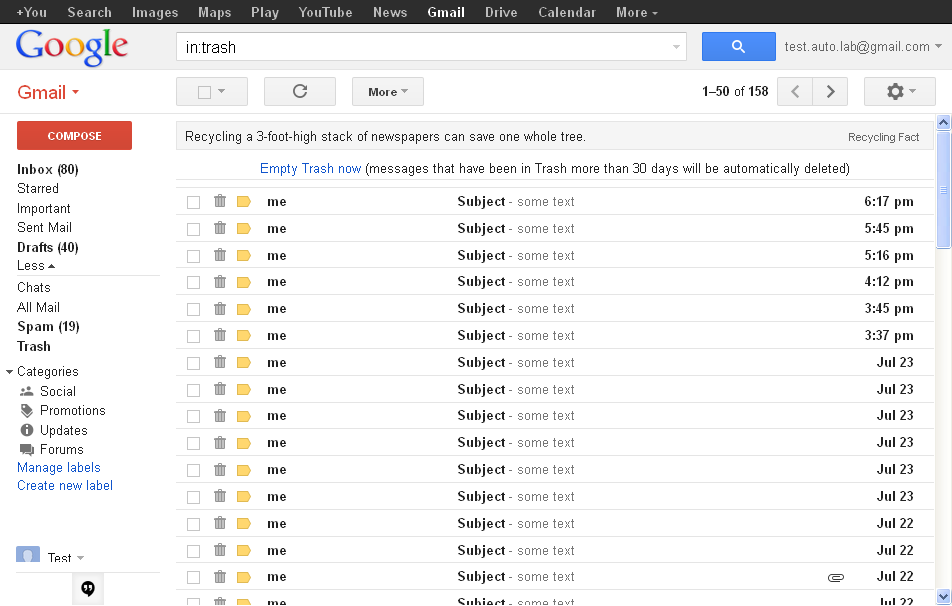 +You Search Images Maps Play YouTube News Gmail Drive Calendar More
Google in:trash test.auto.lab@gmail.com
Gmail More 1–50 of 158
COMPOSE
Inbox (80)
Starred
Important
Sent Mail
Drafts (40)
Less
Chats
All Mail
Spam (19)
Trash
Categories
Social
Promotions
Updates
Forums
Manage labels
Create new label
Test
Recycling a 3-foot-high stack of newspapers can save one whole tree. Recycling Fact
Empty Trash now (messages that have been in Trash more than 30 days will be automatically deleted)
me Subject - some text 6:17 pm
me Subject - some text 5:45 pm
me Subject - some text 5:16 pm
me Subject - some text 4:12 pm
me Subject - some text 3:45 pm
me Subject - some text 3:37 pm
me Subject - some text Jul 23
me Subject - some text Jul 23
me Subject - some text Jul 23
me Subject - some text Jul 23
me Subject - some text Jul 23
me Subject - some text Jul 23
me Subject - some text Jul 22
me Subject - some text Jul 22
me Subject - some text Jul 22
me Subject - some text Jul 22